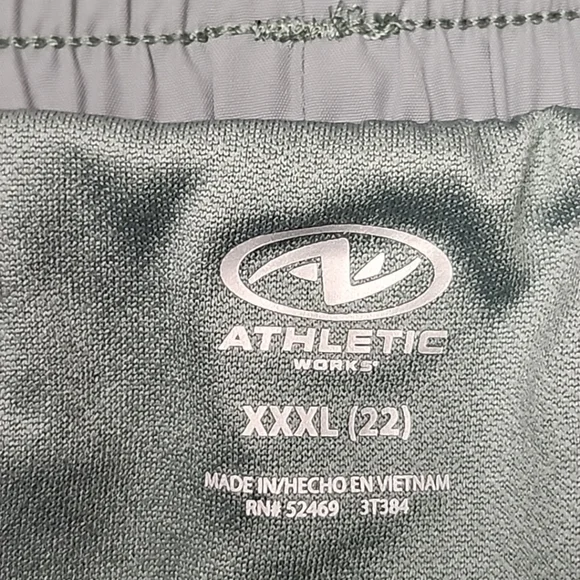 ATHLETIC
WORKS
XXXL (22)
MADE IN/HECHO EN VIETNAM
RN# 52469 3T384